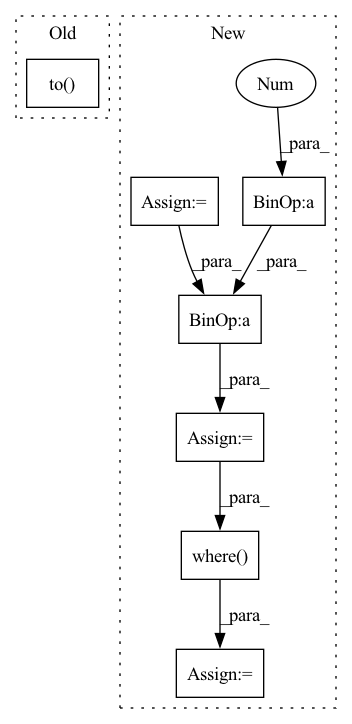 Old
New
to()
Num
_para_
Assign:=
BinOp:a
_para_
_para_
BinOp:a
_para_
Assign:=
_para_
where()
_para_
Assign:=